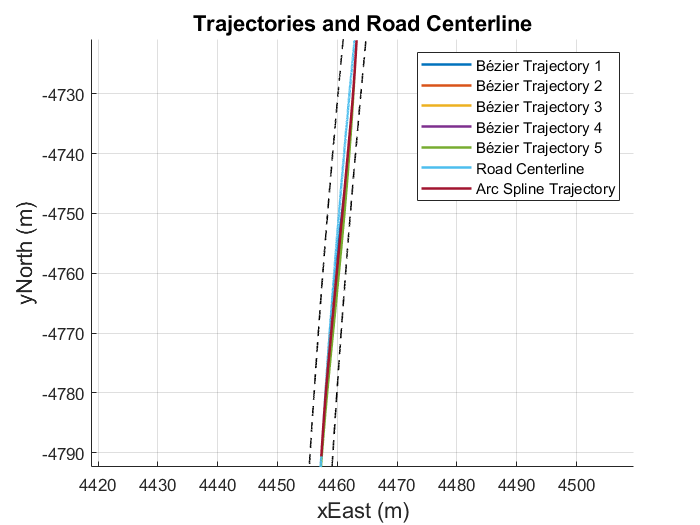 Trajectories and Road Centerline
Bézier Trajectory 1
Bézier Trajectory 2
Bézier Trajectory 3
Bézier Trajectory 4
Bézier Trajectory 5
Road Centerline
Arc Spline Trajectory
yNorth (m)
-4730
-4740
-4750
-4760
-4770
-4780
-4790
4420 4430 4440 4450 4460 4470 4480 4490 4500
xEast (m)